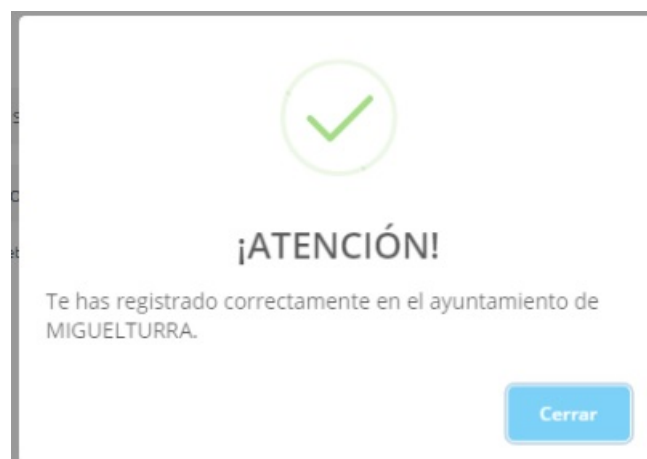 ¡ATENCIÓN!
Te has registrado correctamente en el ayuntamiento de
MIGUELTURRA.
Cerrar